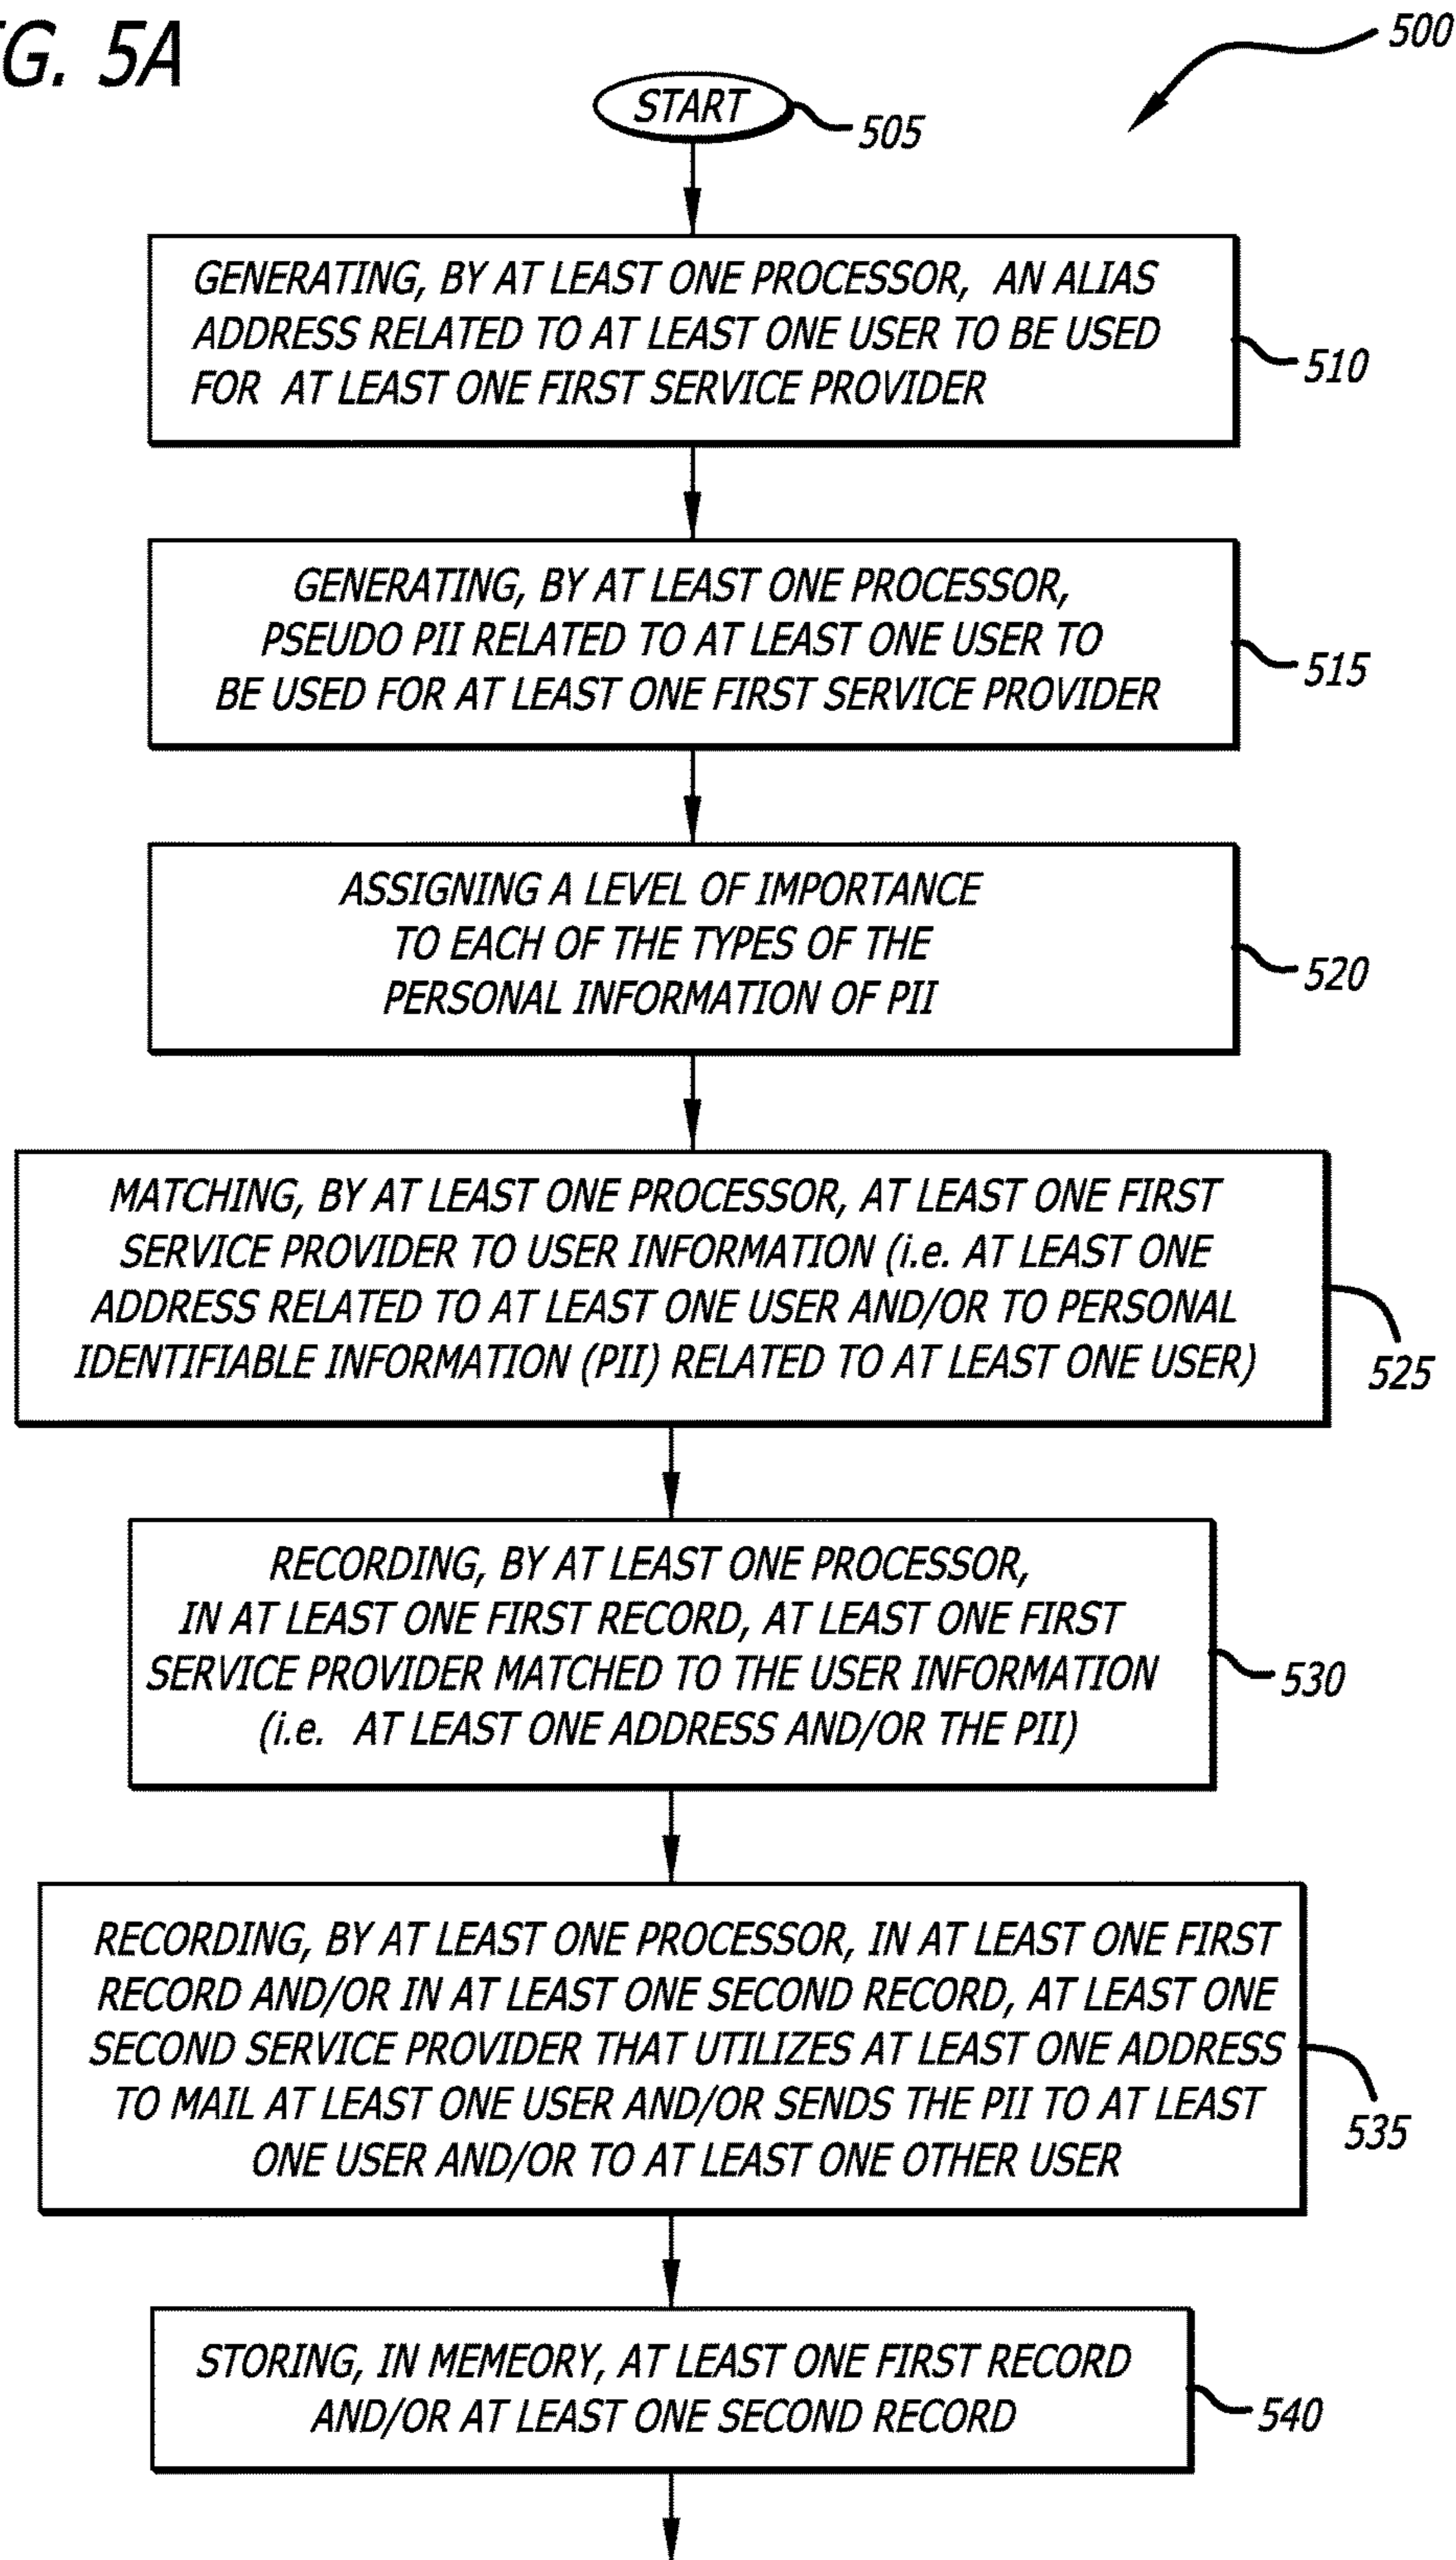 G. 5A
500
START
505
GENERATING, BY AT LEAST ONE PROCESSOR, AN ALIAS
ADDRESS RELATED TO AT LEAST ONE USER TO BE USED
FOR AT LEAST ONE FIRST SERVICE PROVIDER
510
GENERATING, BY AT LEAST ONE PROCESSOR,
PSEUDO PII RELATED TO AT LEAST ONE USER TO
BE USED FOR AT LEAST ONE FIRST SERVICE PROVIDER
515
ASSIGNING A LEVEL OF IMPORTANCE
TO EACH OF THE TYPES OF THE
PERSONAL INFORMATION OF PII
520
MATCHING, BY AT LEAST ONE PROCESSOR, AT LEAST ONE FIRST
SERVICE PROVIDER TO USER INFORMATION (i.e. AT LEAST ONE
ADDRESS RELATED TO AT LEAST ONE USER AND/OR TO PERSONAL
IDENTIFIABLE INFORMATION (PII) RELATED TO AT LEAST ONE USER)
525
RECORDING, BY AT LEAST ONE PROCESSOR,
IN AT LEAST ONE FIRST RECORD, AT LEAST ONE FIRST
SERVICE PROVIDER MATCHED TO THE USER INFORMATION
(i.e. AT LEAST ONE ADDRESS AND/OR THE PII)
530
RECORDING, BY AT LEAST ONE PROCESSOR, IN AT LEAST ONE FIRST
RECORD AND/OR IN AT LEAST ONE SECOND RECORD, AT LEAST ONE
SECOND SERVICE PROVIDER THAT UTILIZES AT LEAST ONE ADDRESS
TO MAIL AT LEAST ONE USER AND/OR SENDS THE PII TO AT LEAST
ONE USER AND/OR TO AT LEAST ONE OTHER USER
535
STORING, IN MEMEORY, AT LEAST ONE FIRST RECORD
AND/OR AT LEAST ONE SECOND RECORD
540